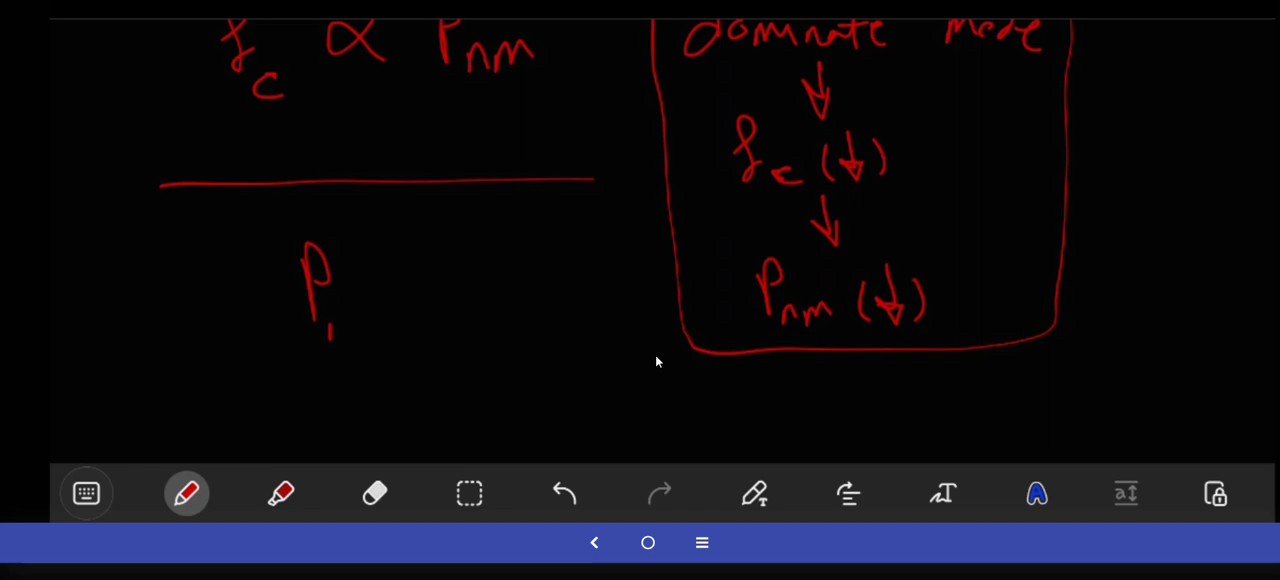 f_c ∝ P_nm
dominate mode
f_c (↓)
P_nm (↓)
P_1